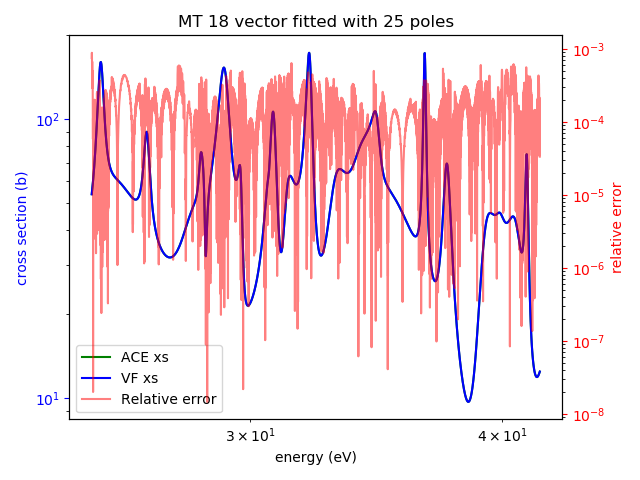 MT 18 vector fitted with 25 poles
cross section (b)
10²
10¹
ACE xs
VF xs
Relative error
3 × 10¹
4 × 10¹
energy (eV)
10⁻³
10⁻⁴
10⁻⁵
10⁻⁶
10⁻⁷
10⁻⁸
relative error